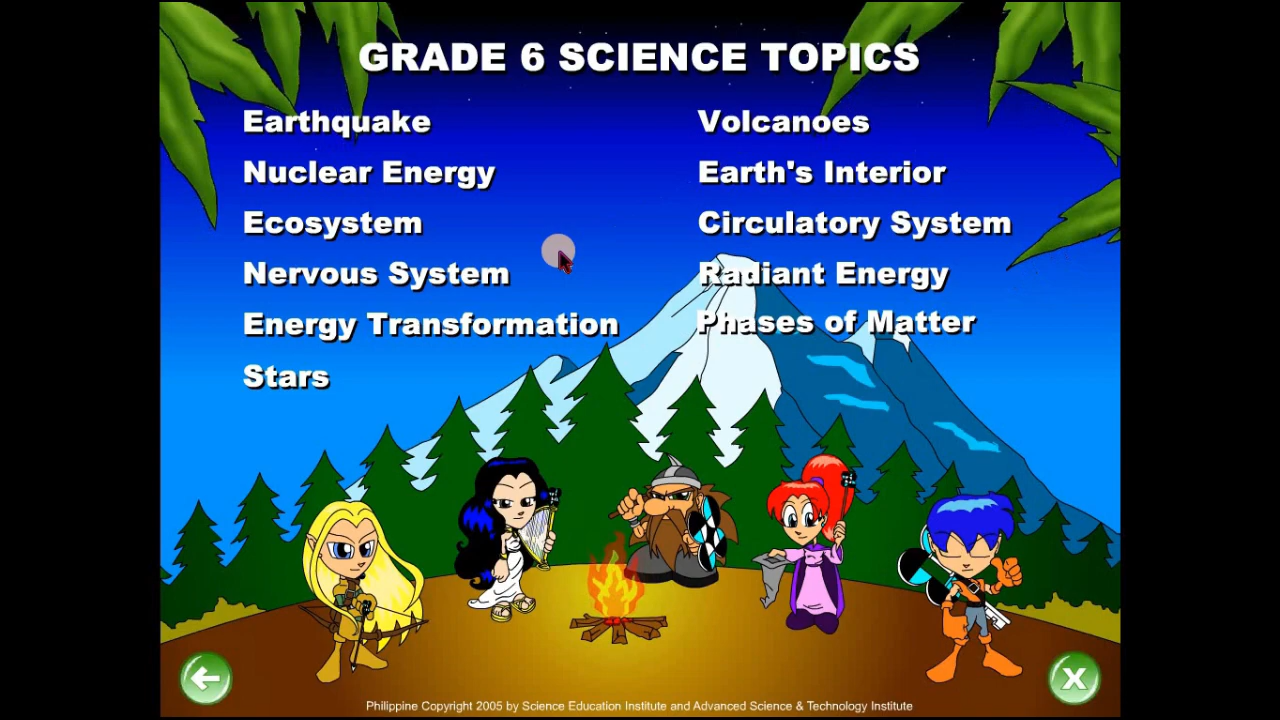 GRADE 6 SCIENCE TOPICS
Earthquake
Nuclear Energy
Ecosystem
Nervous System
Energy Transformation
Stars
Volcanoes
Earth's Interior
Circulatory System
Radiant Energy
Phases of Matter
X
Philippine Copyright 2005 by Science Education Institute and Advanced Science & Technology Institute